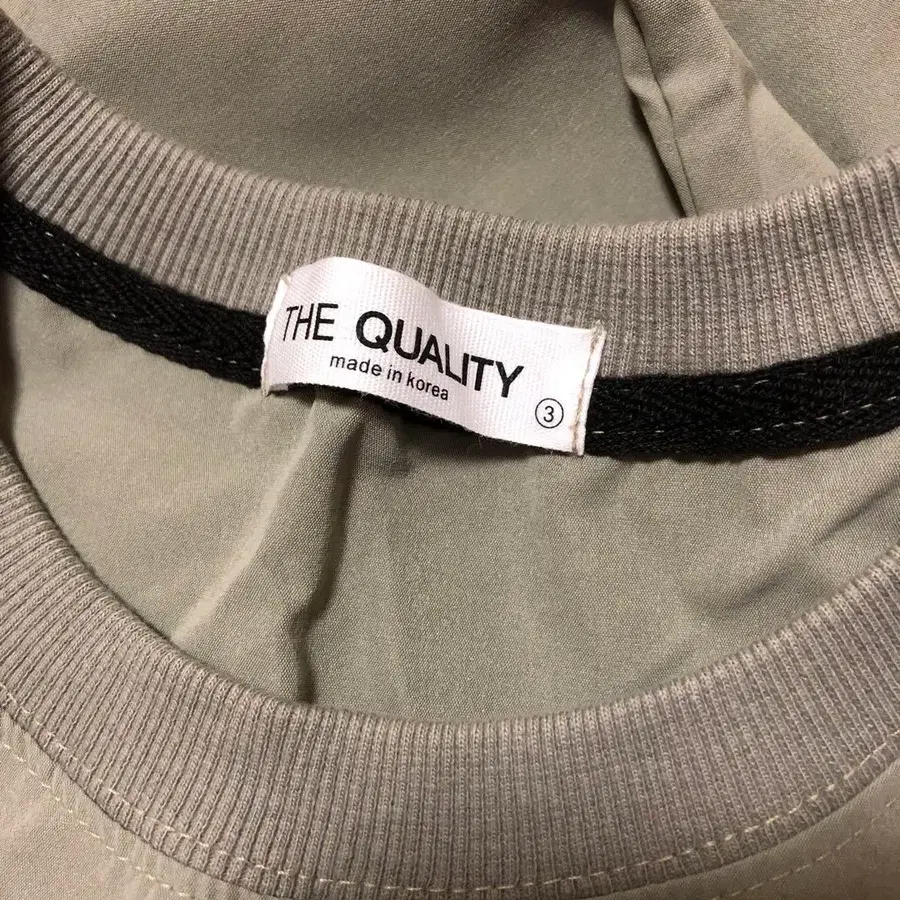 THE QUALITY
made in korea
3